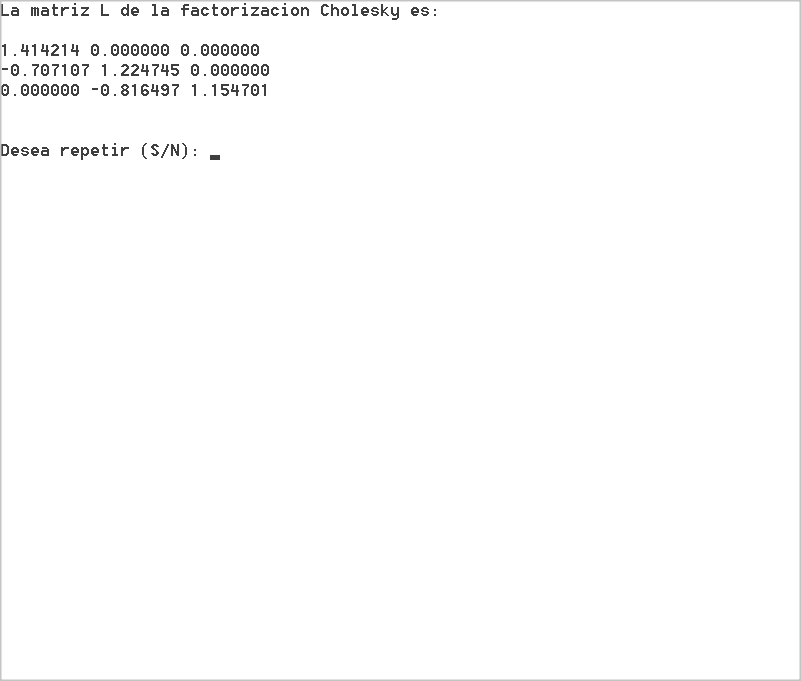 La matriz L de la factorizacion Cholesky es:
1.414214 0.000000 0.000000
-0.707107 1.224745 0.000000
0.000000 -0.816497 1.154701
Desea repetir (S/N):